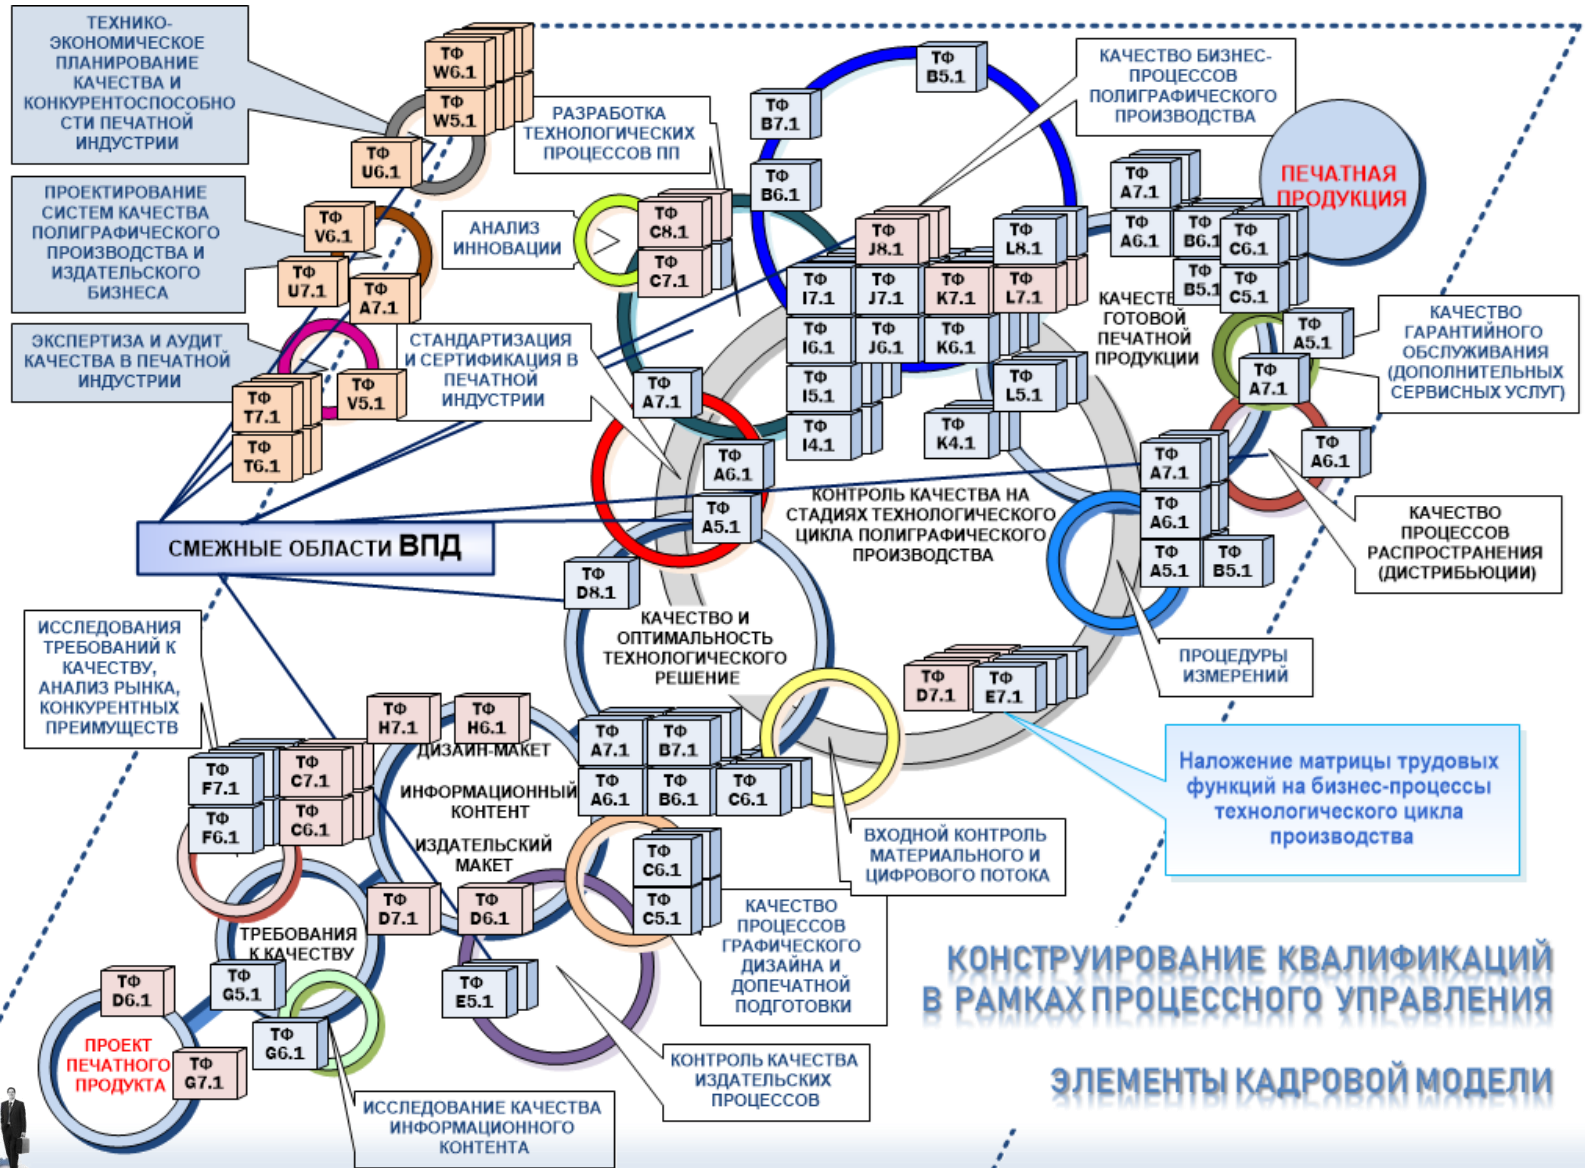 ТЕХНИКО-
ЭКОНОМИЧЕСКОЕ
ПЛАНИРОВАНИЕ
КАЧЕСТВА И
КОНКУРЕНТОСПОСОБНО
СТИ ПЕЧАТНОЙ
ИНДУСТРИИ
ТФ
W6.1
ТФ
W5.1
ТФ
U6.1
РАЗРАБОТКА
ТЕХНОЛОГИЧЕСКИХ
ПРОЦЕССОВ ПП
ТФ
B5.1
ТФ
B7.1
ТФ
B6.1
КАЧЕСТВО БИЗНЕС-
ПРОЦЕССОВ
ПОЛИГРАФИЧЕСКОГО
ПРОИЗВОДСТВА
ПЕЧАТНАЯ
ПРОДУКЦИЯ
ПРОЕКТИРОВАНИЕ
СИСТЕМ КАЧЕСТВА
ПОЛИГРАФИЧЕСКОГО
ПРОИЗВОДСТВА И
ИЗДАТЕЛЬСКОГО
БИЗНЕСА
ТФ
V6.1
ТФ
U7.1
ТФ
A7.1
АНАЛИЗ
ИННОВАЦИИ
ТФ
C8.1
ТФ
C7.1
ТФ
J8.1
ТФ
L8.1
ТФ
I7.1
ТФ
J7.1
ТФ
K7.1
ТФ
L7.1
ТФ
I6.1
ТФ
J6.1
ТФ
K6.1
ТФ
I5.1
ТФ
L5.1
ТФ
I4.1
ТФ
K4.1
ТФ
A7.1
ТФ
A6.1
ТФ
B6.1
ТФ
C6.1
ТФ
B5.1
ТФ
C5.1
КАЧЕСТВ
ГОТОВОЙ
ПЕЧАТНОЙ
ПРОДУКЦИИ
ТФ
A5.1
ТФ
A7.1
КАЧЕСТВО
ГАРАНТИЙНОГО
ОБСЛУЖИВАНИЯ
(ДОПОЛНИТЕЛЬНЫХ
СЕРВИСНЫХ УСЛУГ)
ЭКСПЕРТИЗА И АУДИТ
КАЧЕСТВА В ПЕЧАТНОЙ
ИНДУСТРИИ
ТФ
T7.1
ТФ
V5.1
ТФ
T6.1
СТАНДАРТИЗАЦИЯ
И СЕРТИФИКАЦИЯ В
ПЕЧАТНОЙ
ИНДУСТРИИ
ТФ
A7.1
ТФ
A6.1
ТФ
A5.1
СМЕЖНЫЕ ОБЛАСТИ ВПД
КОНТРОЛЬ КАЧЕСТВА НА
СТАДИЯХ ТЕХНОЛОГИЧЕСКОГО
ЦИКЛА ПОЛИГРАФИЧЕСКОГО
ПРОИЗВОДСТВА
ТФ
A7.1
ТФ
A6.1
ТФ
A5.1
ТФ
B5.1
ТФ
A6.1
КАЧЕСТВО
ПРОЦЕССОВ
РАСПРОСТРАНЕНИЯ
(ДИСТРИБЬЮЦИИ)
ТФ
D8.1
КАЧЕСТВО И
ОПТИМАЛЬНОСТЬ
ТЕХНОЛОГИЧЕСКОГО
РЕШЕНИЕ
ТФ
D7.1
ТФ
E7.1
ПРОЦЕДУРЫ
ИЗМЕРЕНИЙ
ИССЛЕДОВАНИЯ
ТРЕБОВАНИЙ К
КАЧЕСТВУ,
АНАЛИЗ РЫНКА,
КОНКУРЕНТНЫХ
ПРЕИМУЩЕСТВ
ТФ
H7.1
ТФ
H6.1
ДИЗАЙН-МАКЕТ
ИНФОРМАЦИОННЫЙ
КОНТЕНТ
ИЗДАТЕЛЬСКИЙ
МАКЕТ
ТФ
F7.1
ТФ
C7.1
ТФ
F6.1
ТФ
C6.1
ТФ
A7.1
ТФ
B7.1
ТФ
A6.1
ТФ
B6.1
ТФ
C6.1
Наложение матрицы трудовых
функций на бизнес-процессы
технологического цикла
производства
ВХОДНОЙ КОНТРОЛЬ
МАТЕРИАЛЬНОГО И
ЦИФРОВОГО ПОТОКА
ТФ
C6.1
ТФ
C5.1
ТФ
D7.1
ТФ
D6.1
КАЧЕСТВО
ПРОЦЕССОВ
ГРАФИЧЕСКОГО
ДИЗАЙНА И
ДОПЕЧАТНОЙ
ПОДГОТОВКИ
ТРЕБОВАНИЯ
К КАЧЕСТВУ
ТФ
E5.1
ТФ
D6.1
ТФ
G5.1
ТФ
G6.1
ПРОЕКТ
ПЕЧАТНОГО
ПРОДУКТА
ТФ
G7.1
ИССЛЕДОВАНИЕ КАЧЕСТВА
ИНФОРМАЦИОННОГО
КОНТЕНТА
КОНТРОЛЬ КАЧЕСТВА
ИЗДАТЕЛЬСКИХ
ПРОЦЕССОВ
КОНСТРУИРОВАНИЕ КВАЛИФИКАЦИЙ
В РАМКАХ ПРОЦЕССНОГО УПРАВЛЕНИЯ
ЭЛЕМЕНТЫ КАДРОВОЙ МОДЕЛИ